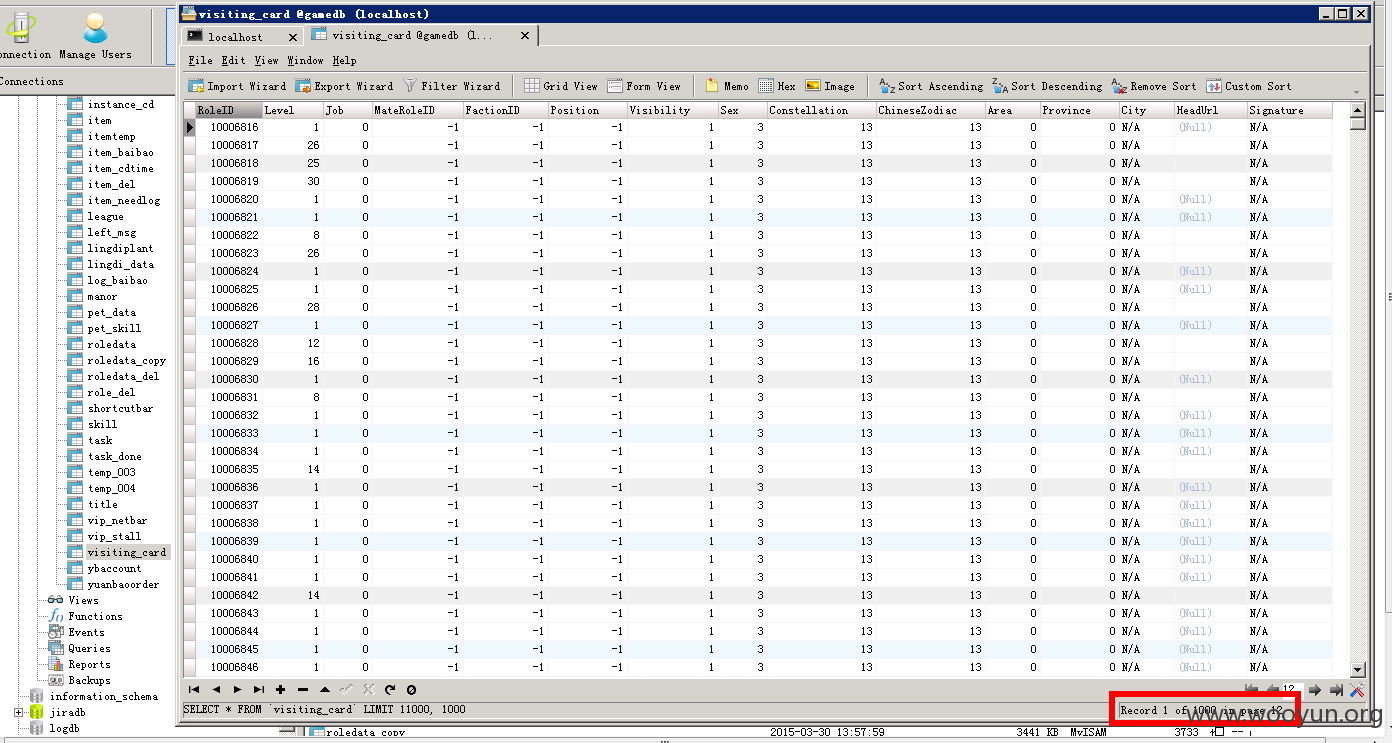 visiting_card @gamedb (localhost)
onnection Manage Users
localhost
visiting_card @gamedb (l...
File Edit View Window Help
Import Wizard Export Wizard Filter Wizard Grid View Form View Memo Hex Image Sort Ascending Sort Descending Remove Sort Custom Sort
Connections
instance_cd
item
itemtemp
item_baibao
item_cdtime
item_del
item_needlog
league
left_msg
lingdiplant
lingdi_data
log_baibao
manor
pet_data
pet_skill
roledata
roledata_copy
roledata_del
role_del
shortcutbar
skill
task
task_done
temp_003
temp_004
title
vip_netbar
vip_stall
visiting_card
ybaccount
yuanbaoorder
Views
Functions
Events
Queries
Reports
Backups
information_schema
jiradb
logdb
RoleID Level Job MateRoleID FactionID Position Visibility Sex Constellation ChineseZodiac Area Province City HeadUrl Signature
10006816 1 0 -1 -1 -1 1 3 13 13 0 0 N/A (Null) N/A
10006817 26 0 -1 -1 -1 1 3 13 13 0 0 N/A N/A
10006818 25 0 -1 -1 -1 1 3 13 13 0 0 N/A N/A
10006819 30 0 -1 -1 -1 1 3 13 13 0 0 N/A N/A
10006820 1 0 -1 -1 -1 1 3 13 13 0 0 N/A (Null) N/A
10006821 1 0 -1 -1 -1 1 3 13 13 0 0 N/A (Null) N/A
10006822 8 0 -1 -1 -1 1 3 13 13 0 0 N/A N/A
10006823 26 0 -1 -1 -1 1 3 13 13 0 0 N/A N/A
10006824 1 0 -1 -1 -1 1 3 13 13 0 0 N/A (Null) N/A
10006825 1 0 -1 -1 -1 1 3 13 13 0 0 N/A (Null) N/A
10006826 28 0 -1 -1 -1 1 3 13 13 0 0 N/A N/A
10006827 1 0 -1 -1 -1 1 3 13 13 0 0 N/A (Null) N/A
10006828 12 0 -1 -1 -1 1 3 13 13 0 0 N/A N/A
10006829 16 0 -1 -1 -1 1 3 13 13 0 0 N/A N/A
10006830 1 0 -1 -1 -1 1 3 13 13 0 0 N/A (Null) N/A
10006831 8 0 -1 -1 -1 1 3 13 13 0 0 N/A N/A
10006832 1 0 -1 -1 -1 1 3 13 13 0 0 N/A (Null) N/A
10006833 1 0 -1 -1 -1 1 3 13 13 0 0 N/A (Null) N/A
10006834 1 0 -1 -1 -1 1 3 13 13 0 0 N/A (Null) N/A
10006835 14 0 -1 -1 -1 1 3 13 13 0 0 N/A N/A
10006836 1 0 -1 -1 -1 1 3 13 13 0 0 N/A (Null) N/A
10006837 1 0 -1 -1 -1 1 3 13 13 0 0 N/A (Null) N/A
10006838 1 0 -1 -1 -1 1 3 13 13 0 0 N/A (Null) N/A
10006839 1 0 -1 -1 -1 1 3 13 13 0 0 N/A (Null) N/A
10006840 1 0 -1 -1 -1 1 3 13 13 0 0 N/A (Null) N/A
10006841 1 0 -1 -1 -1 1 3 13 13 0 0 N/A (Null) N/A
10006842 14 0 -1 -1 -1 1 3 13 13 0 0 N/A N/A
10006843 1 0 -1 -1 -1 1 3 13 13 0 0 N/A (Null) N/A
10006844 1 0 -1 -1 -1 1 3 13 13 0 0 N/A (Null) N/A
10006845 1 0 -1 -1 -1 1 3 13 13 0 0 N/A (Null) N/A
10006846 1 0 -1 -1 -1 1 3 13 13 0 0 N/A (Null) N/A
12
SELECT * FROM `visiting_card` LIMIT 11000, 1000
Record 1 of 1000 in page 12
www.wooyun.org
roledata_copy 2015-03-30 13:57:59 3441 KB MyISAM 3733